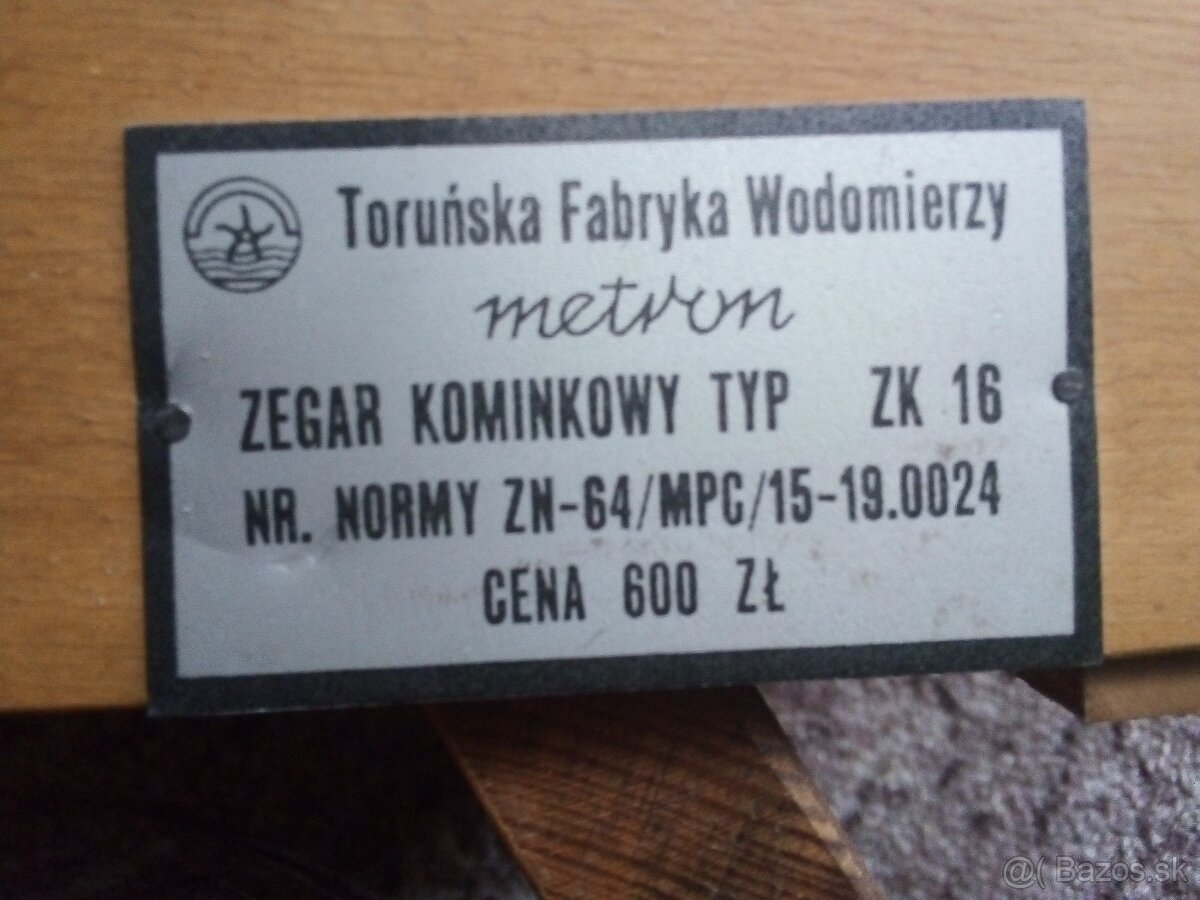 Toruńska Fabryka Wodomierzy
metron
ZEGAR KOMINKOWY TYP ZK 16
NR. NORMY ZN-64/MPC/15-19.0024
CENA 600 ZŁ
@( Bazos.sk